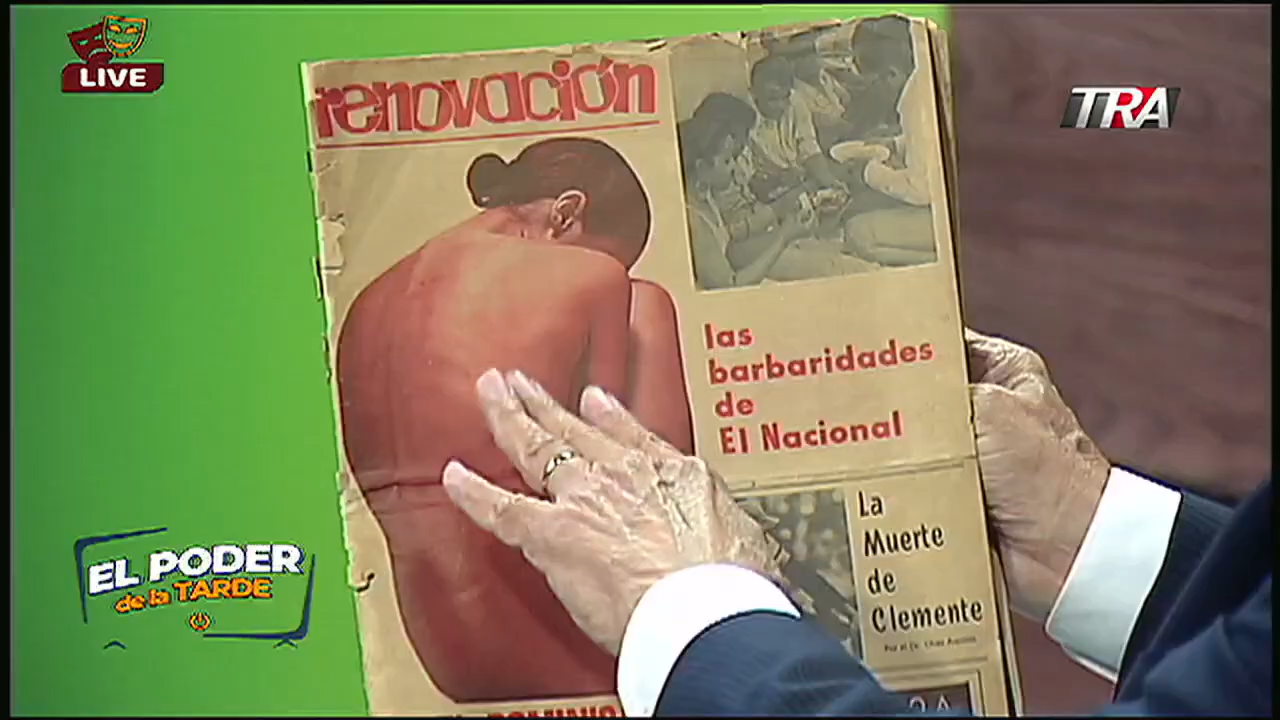 LIVE
TRA
renovación
las
barbaridades
de
El Nacional
La
Muerte
de
Clemente
EL PODER
de la TARDE